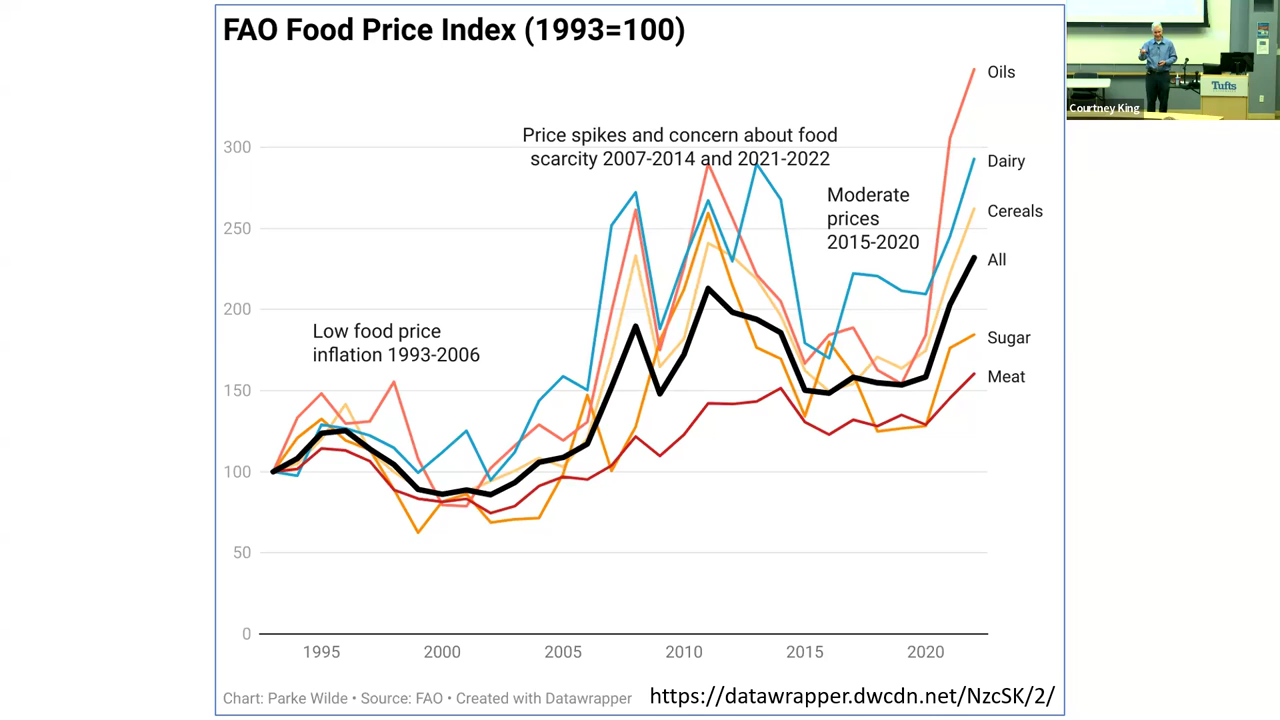 FAO Food Price Index (1993=100)
Oils
Price spikes and concern about food
scarcity 2007-2014 and 2021-2022
300
Dairy
Moderate
prices
2015-2020
Cereals
250
All
200
Low food price
inflation 1993-2006
Sugar
Meat
150
100
50
0
1995
2000
2005
2010
2015
2020
Chart: Parke Wilde • Source: FAO • Created with Datawrapper
https://datawrapper.dwcdn.net/NzcSK/2/
Tufts
Courtney King